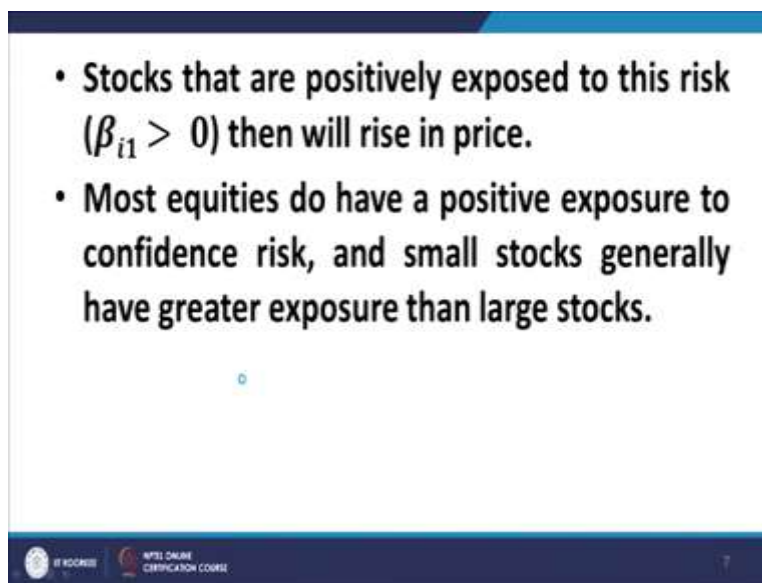 • Stocks that are positively exposed to this risk
(β_{i1} > 0) then will rise in price.
• Most equities do have a positive exposure to
confidence risk, and small stocks generally
have greater exposure than large stocks.
IIT ROORKEE
NPTEL ONLINE
CERTIFICATION COURSE
7